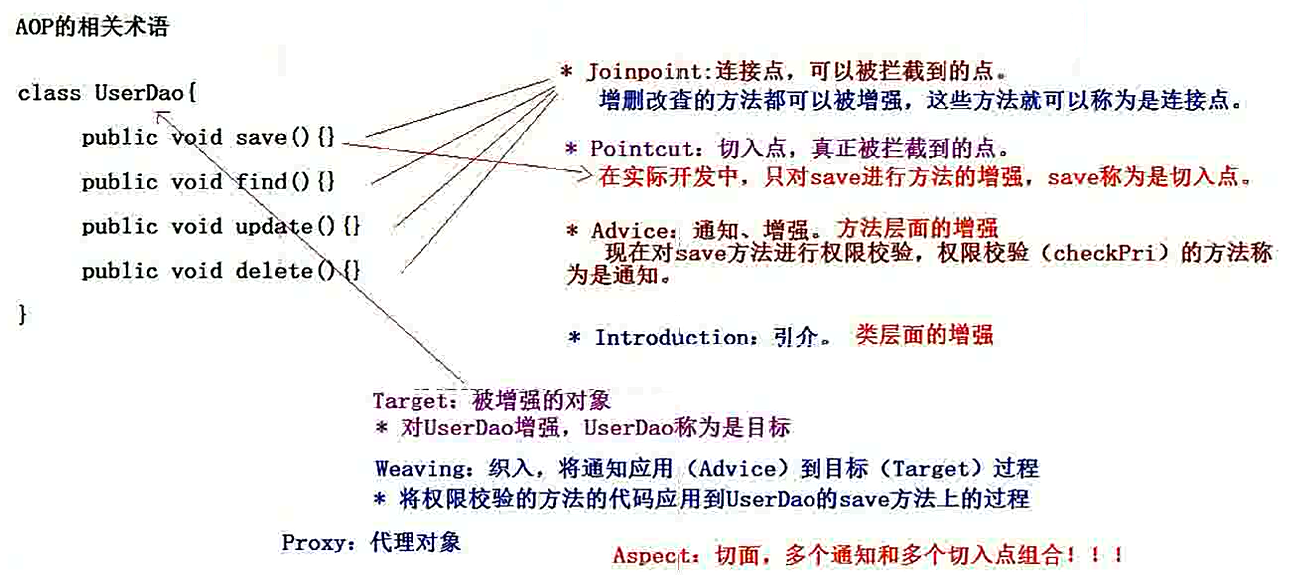 AOP的相关术语
class UserDao{
public void save(){}
public void find(){}
public void update(){}
public void delete(){}
}
* Joinpoint:连接点，可以被拦截到的点。
增删改查的方法都可以被增强，这些方法就可以称为是连接点。
* Pointcut：切入点，真正被拦截到的点。
在实际开发中，只对save进行方法的增强，save称为是切入点。
* Advice：通知、增强。方法层面的增强
现在对save方法进行权限校验，权限校验（checkPri）的方法称
为是通知。
* Introduction：引介。 类层面的增强
Target：被增强的对象
* 对UserDao增强，UserDao称为是目标
Weaving：织入，将通知应用（Advice）到目标（Target）过程
* 将权限校验的方法的代码应用到UserDao的save方法上的过程
Proxy：代理对象
Aspect：切面，多个通知和多个切入点组合！！！